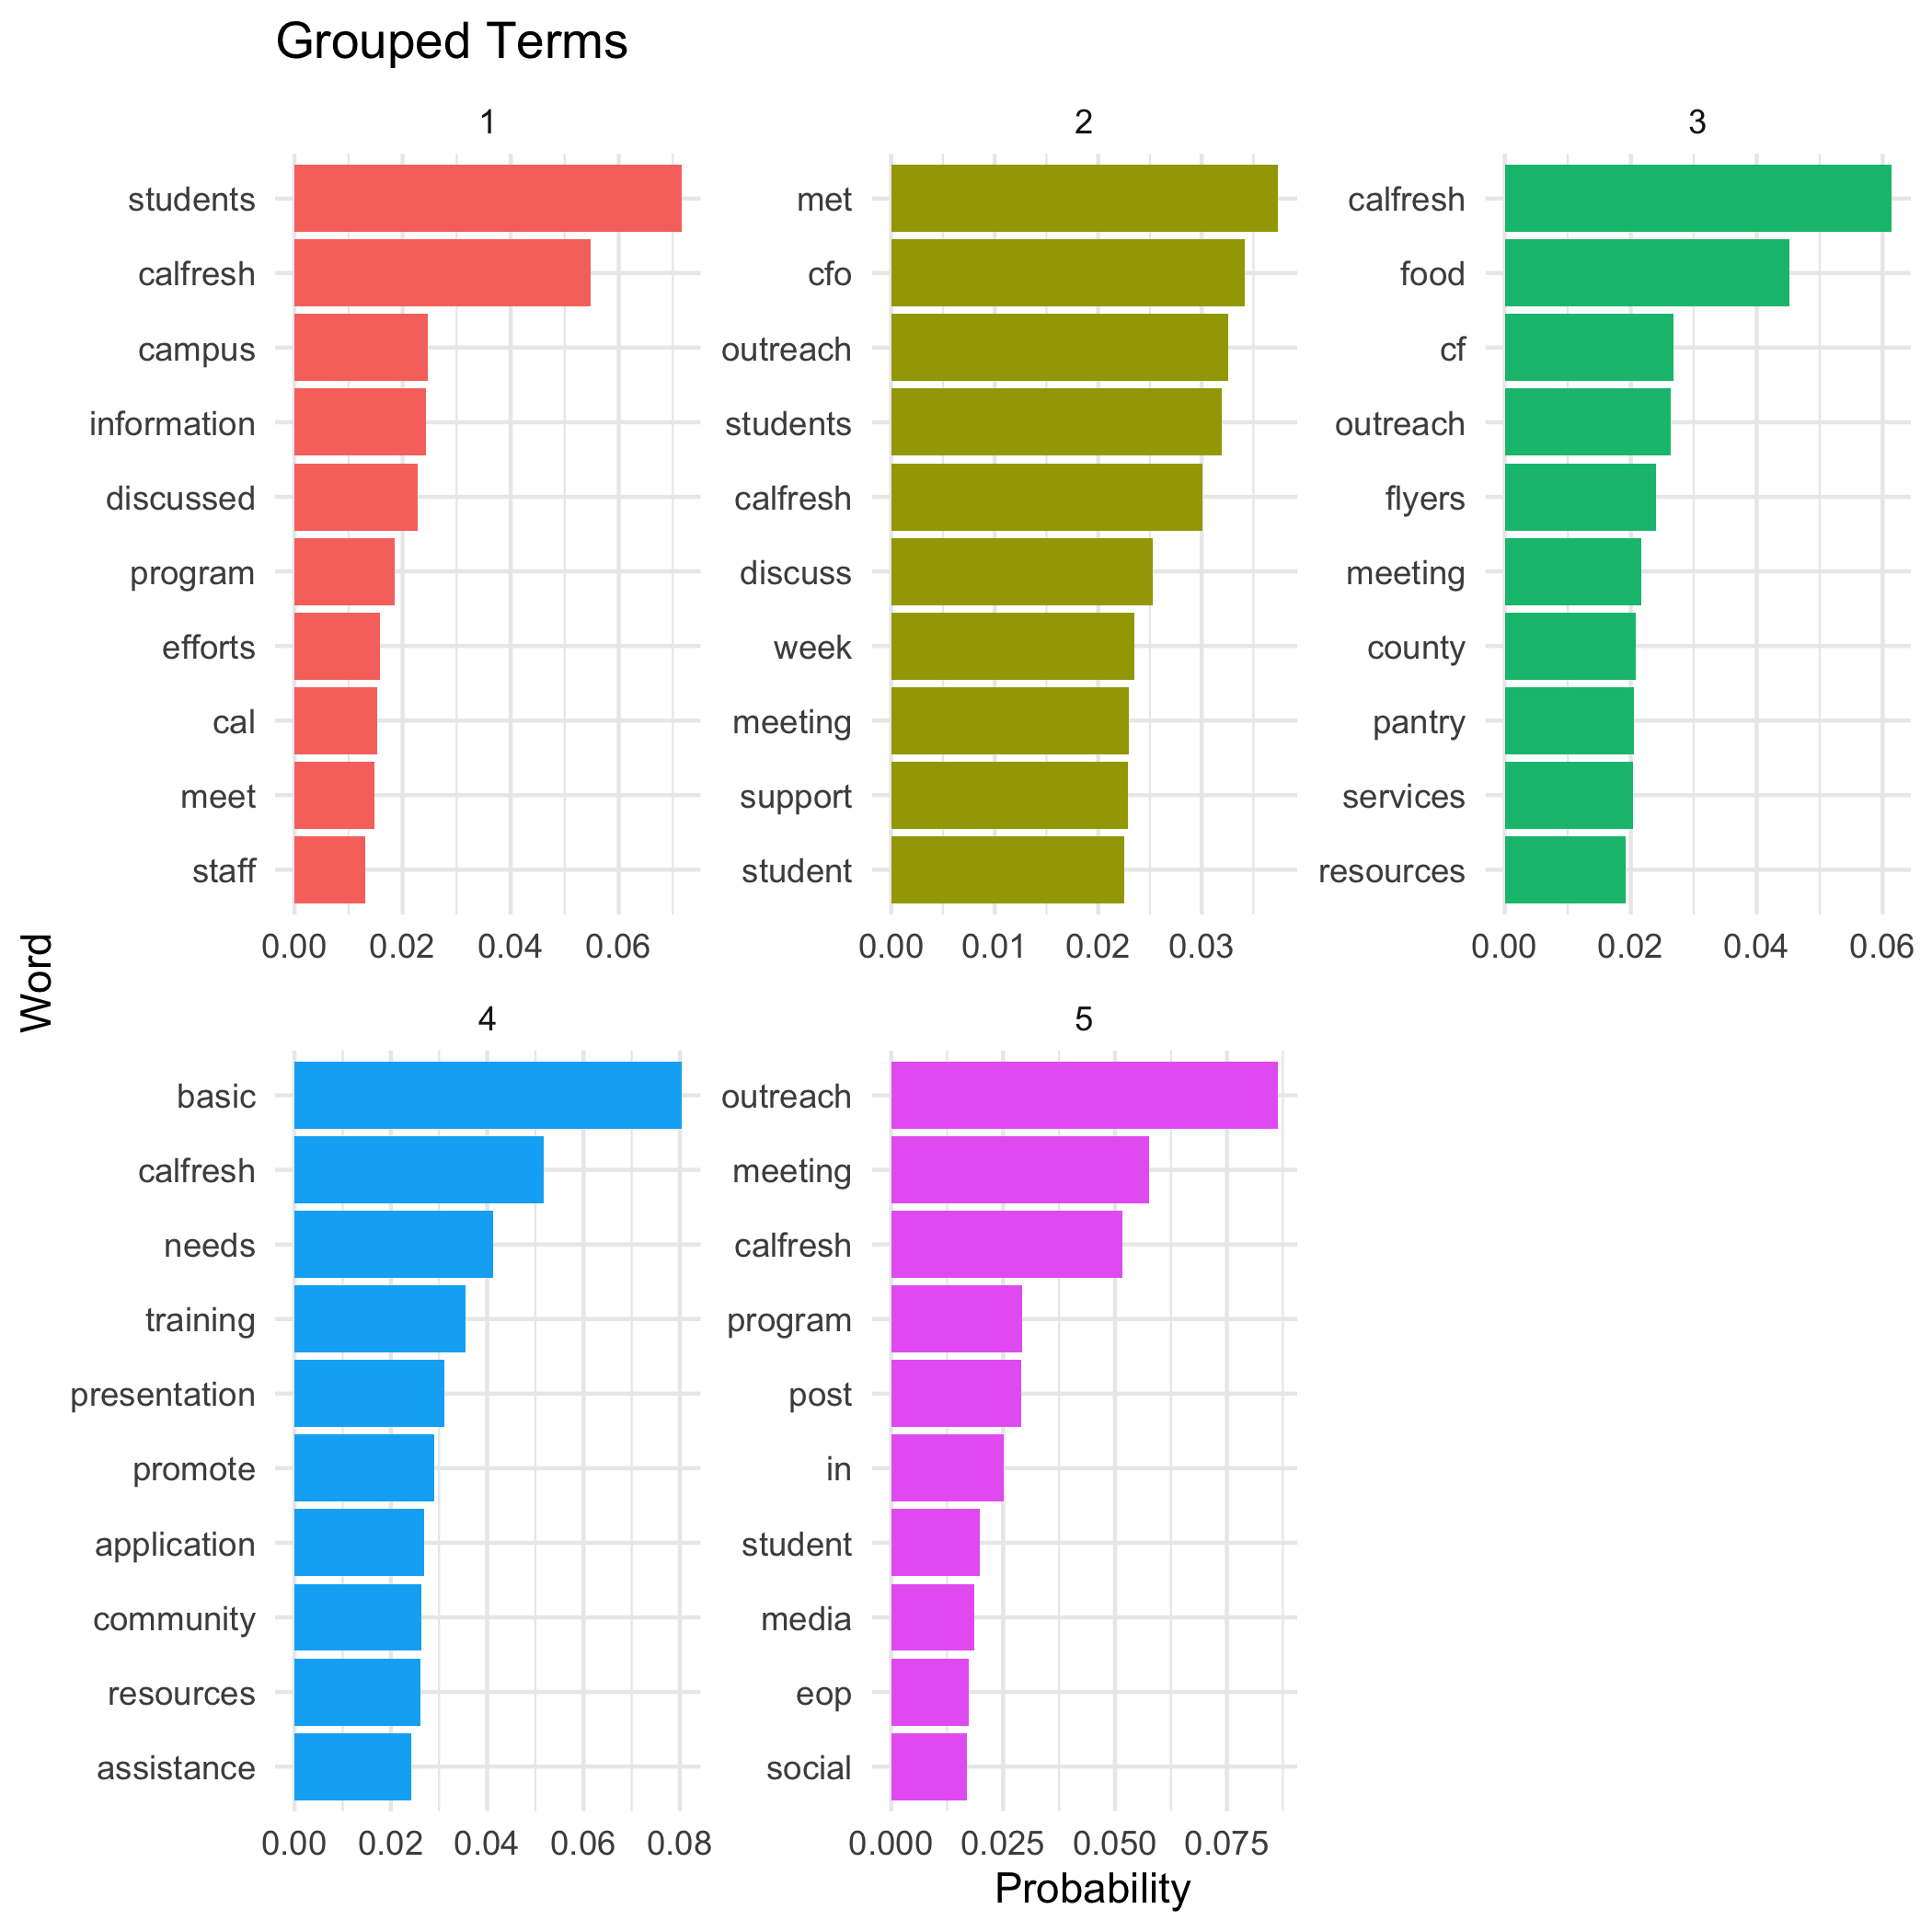 Grouped Terms
1
students
calfresh
campus
information
discussed
program
efforts
cal
meet
staff
0.00 0.02 0.04 0.06
2
met
cfo
outreach
students
calfresh
discuss
week
meeting
support
student
0.00 0.01 0.02 0.03
3
calfresh
food
cf
outreach
flyers
meeting
county
pantry
services
resources
0.00 0.02 0.04 0.06
Word
4
basic
calfresh
needs
training
presentation
promote
application
community
resources
assistance
0.00 0.02 0.04 0.06 0.08
5
outreach
meeting
calfresh
program
post
in
student
media
eop
social
0.000 0.025 0.050 0.075
Probability